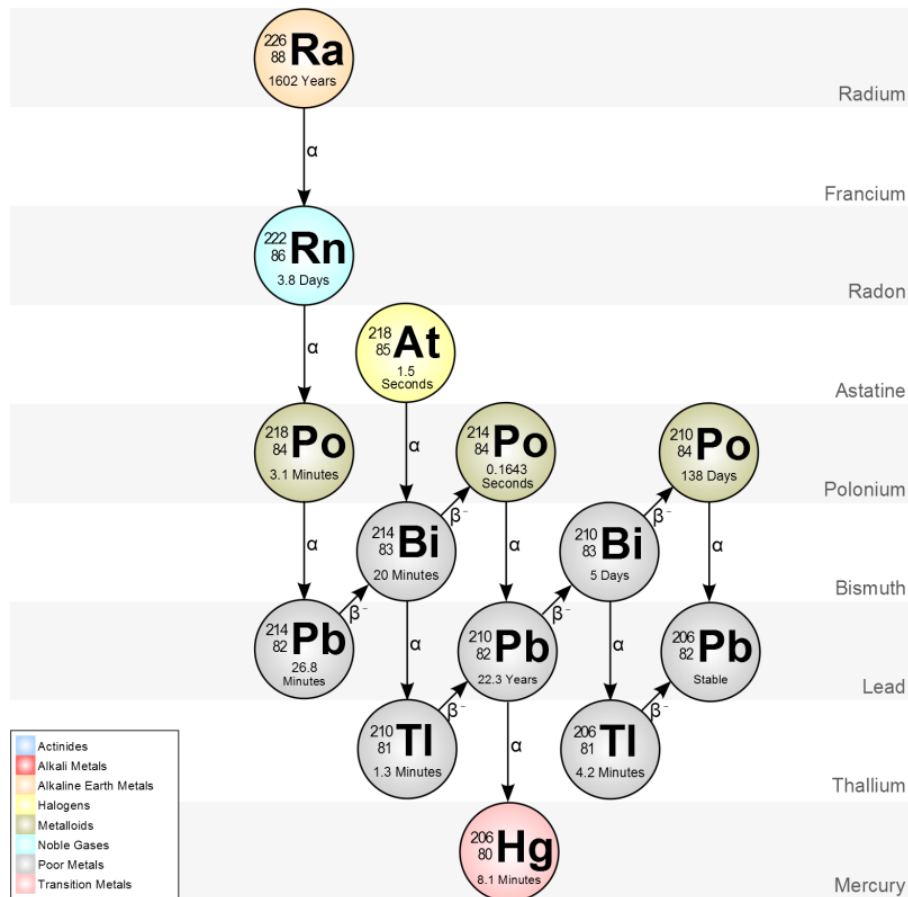 226
88 Ra
1602 Years
Radium
α
Francium
222
86 Rn
3.8 Days
Radon
α
218
85 At
1.5
Seconds
Astatine
218
84 Po
3.1 Minutes
α
214
84 Po
0.1643
Seconds
210
84 Po
138 Days
Polonium
α
β⁻
β⁻
214
83 Bi
20 Minutes
α
210
83 Bi
5 Days
α
Bismuth
β⁻
β⁻
214
82 Pb
26.8
Minutes
α
210
82 Pb
22.3 Years
α
206
82 Pb
Stable
Lead
β⁻
β⁻
210
81 Tl
1.3 Minutes
α
206
81 Tl
4.2 Minutes
Thallium
206
80 Hg
8.1 Minutes
Mercury
Actinides
Alkali Metals
Alkaline Earth Metals
Halogens
Metalloids
Noble Gases
Poor Metals
Transition Metals